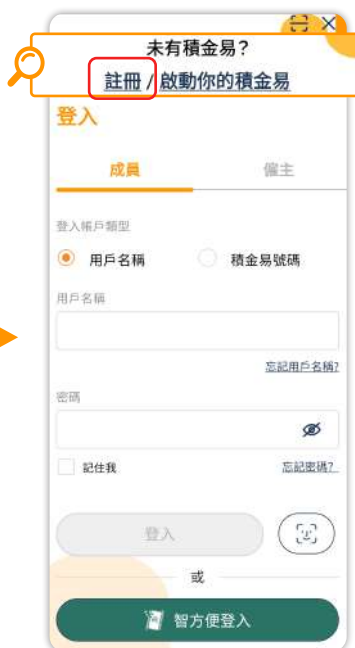 未有積金易?
註冊 / 啟動你的積金易
登入
成員 僱主
登入帳戶類型
用戶名稱 積金易號碼
用戶名稱
忘記用戶名稱?
密碼
記住我 忘記密碼?
登入
或
智方便登入